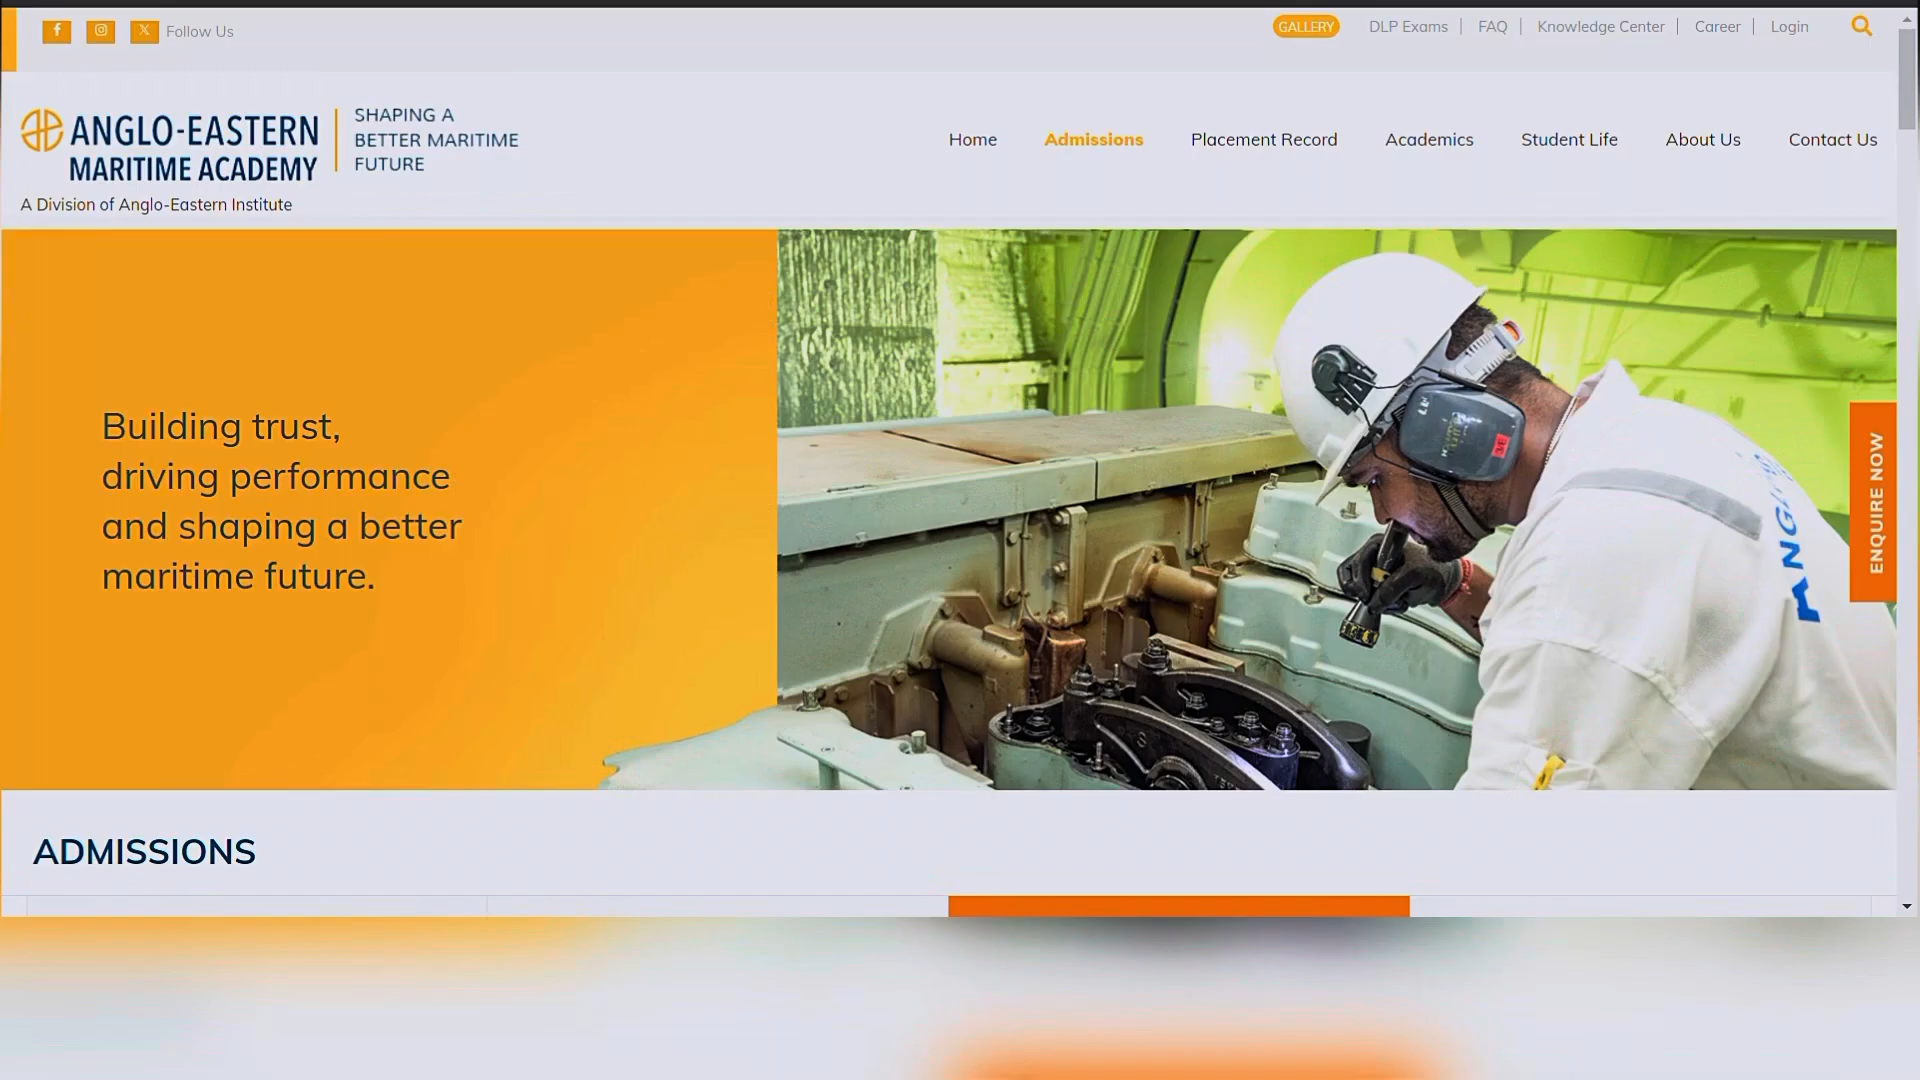 Follow Us
GALLERY
DLP Exams
FAQ
Knowledge Center
Career
Login
ANGLO-EASTERN
MARITIME ACADEMY
SHAPING A
BETTER MARITIME
FUTURE
A Division of Anglo-Eastern Institute
Home
Admissions
Placement Record
Academics
Student Life
About Us
Contact Us
Building trust,
driving performance
and shaping a better
maritime future.
ENQUIRE NOW
ADMISSIONS